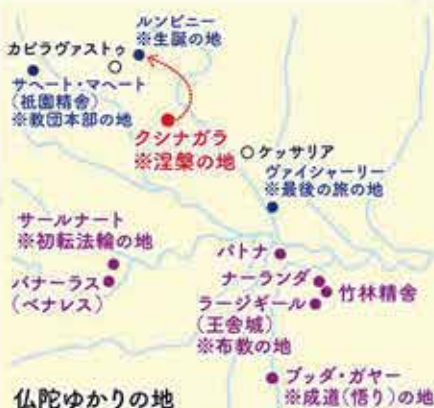 ルンビニー
※生誕の地
カピラヴァストゥ
サヘート・マヘート
(祇園精舎)
※教団本部の地
クシナガラ
※涅槃の地
ケッサリア
ヴァイシャーリー
※最後の旅の地
サールナート
※初転法輪の地
バナーラス
(ベナレス)
パトナ
ナーランダ
竹林精舎
ラージギール
(王舎城)
※布教の地
ブッダ・ガヤー
※成道(悟り)の地
仏陀ゆかりの地